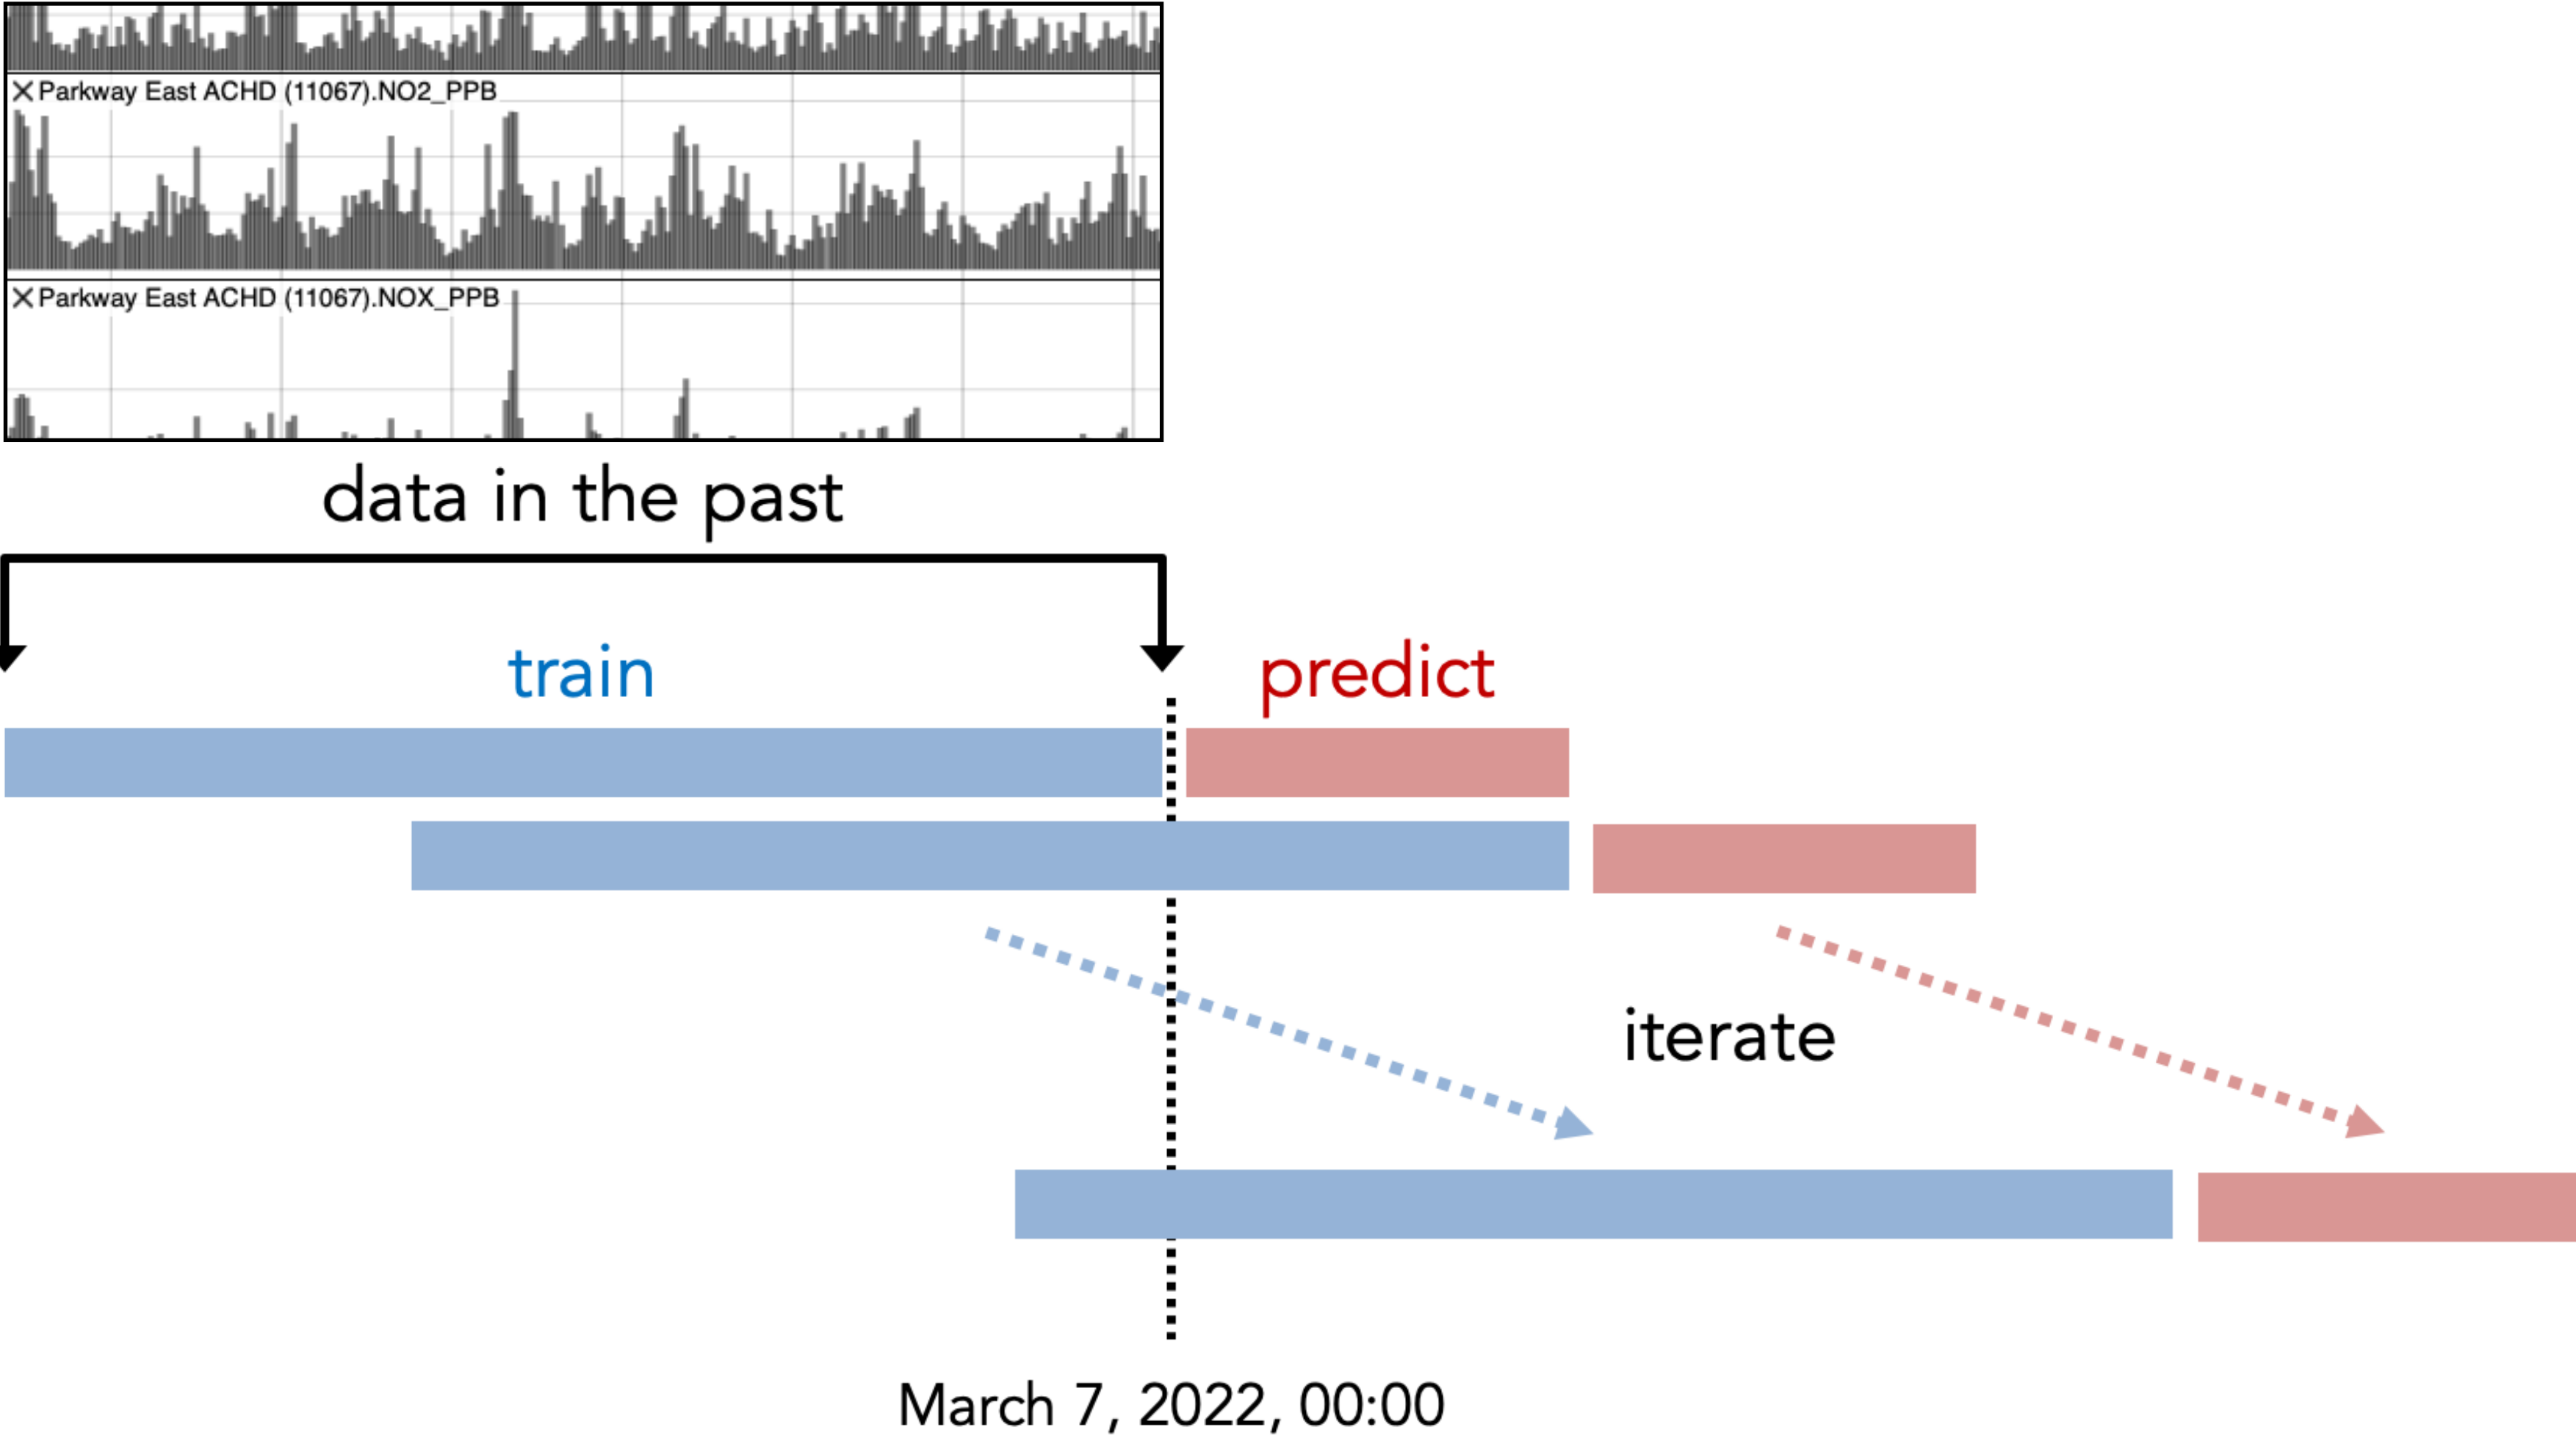 Parkway East ACHD (11067).NO2_PPB
Parkway East ACHD (11067).NOX_PPB
data in the past
train
predict
iterate
March 7, 2022, 00:00